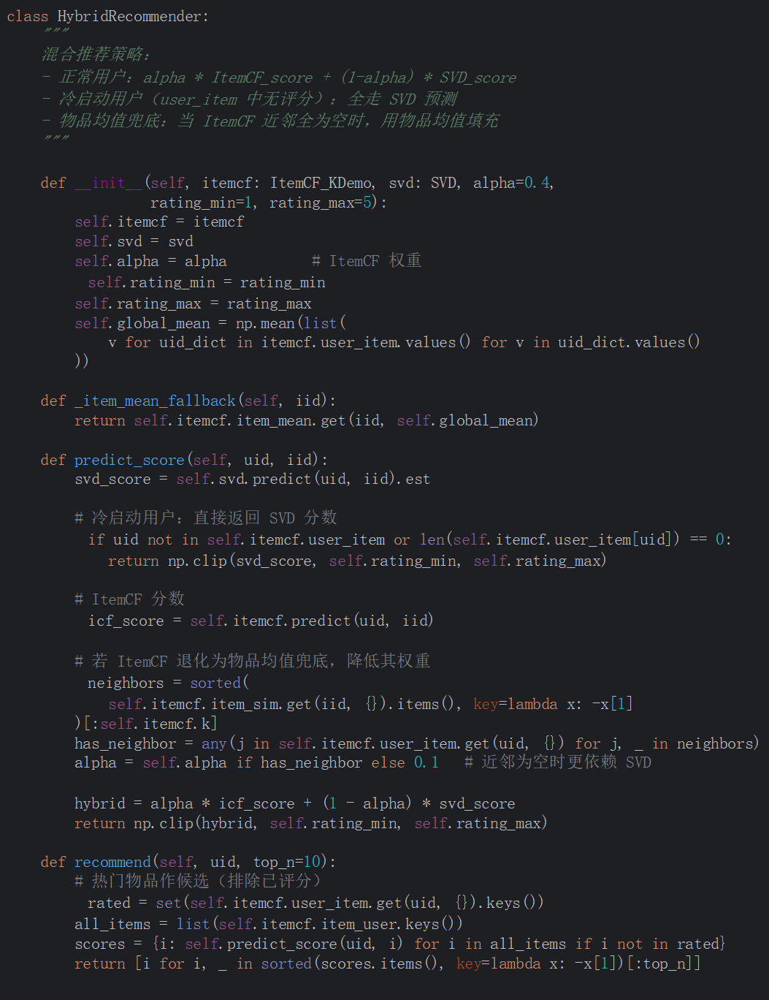 class HybridRecommender:
    """
    混合推荐策略：
    - 正常用户：alpha * ItemCF_score + (1-alpha) * SVD_score
    - 冷启动用户（user_item 中无评分）：全走 SVD 预测
    - 物品均值兜底：当 ItemCF 近邻全为空时，用物品均值填充
    """

    def __init__(self, itemcf: ItemCF_KDemo, svd: SVD, alpha=0.4,
                 rating_min=1, rating_max=5):
        self.itemcf = itemcf
        self.svd = svd
        self.alpha = alpha          # ItemCF 权重
         self.rating_min = rating_min
        self.rating_max = rating_max
        self.global_mean = np.mean(list(
            v for uid_dict in itemcf.user_item.values() for v in uid_dict.values()
        ))

    def _item_mean_fallback(self, iid):
        return self.itemcf.item_mean.get(iid, self.global_mean)

    def predict_score(self, uid, iid):
        svd_score = self.svd.predict(uid, iid).est

        # 冷启动用户：直接返回 SVD 分数
         if uid not in self.itemcf.user_item or len(self.itemcf.user_item[uid]) == 0:
            return np.clip(svd_score, self.rating_min, self.rating_max)

        # ItemCF 分数
         icf_score = self.itemcf.predict(uid, iid)

        # 若 ItemCF 退化为物品均值兜底，降低其权重
         neighbors = sorted(
            self.itemcf.item_sim.get(iid, {}).items(), key=lambda x: -x[1]
        )[:self.itemcf.k]
        has_neighbor = any(j in self.itemcf.user_item.get(uid, {}) for j, _ in neighbors)
        alpha = self.alpha if has_neighbor else 0.1   # 近邻为空时更依赖 SVD

        hybrid = alpha * icf_score + (1 - alpha) * svd_score
        return np.clip(hybrid, self.rating_min, self.rating_max)

    def recommend(self, uid, top_n=10):
        # 热门物品作候选（排除已评分）
         rated = set(self.itemcf.user_item.get(uid, {}).keys())
        all_items = list(self.itemcf.item_user.keys())
        scores = {i: self.predict_score(uid, i) for i in all_items if i not in rated}
        return [i for i, _ in sorted(scores.items(), key=lambda x: -x[1])[:top_n]]